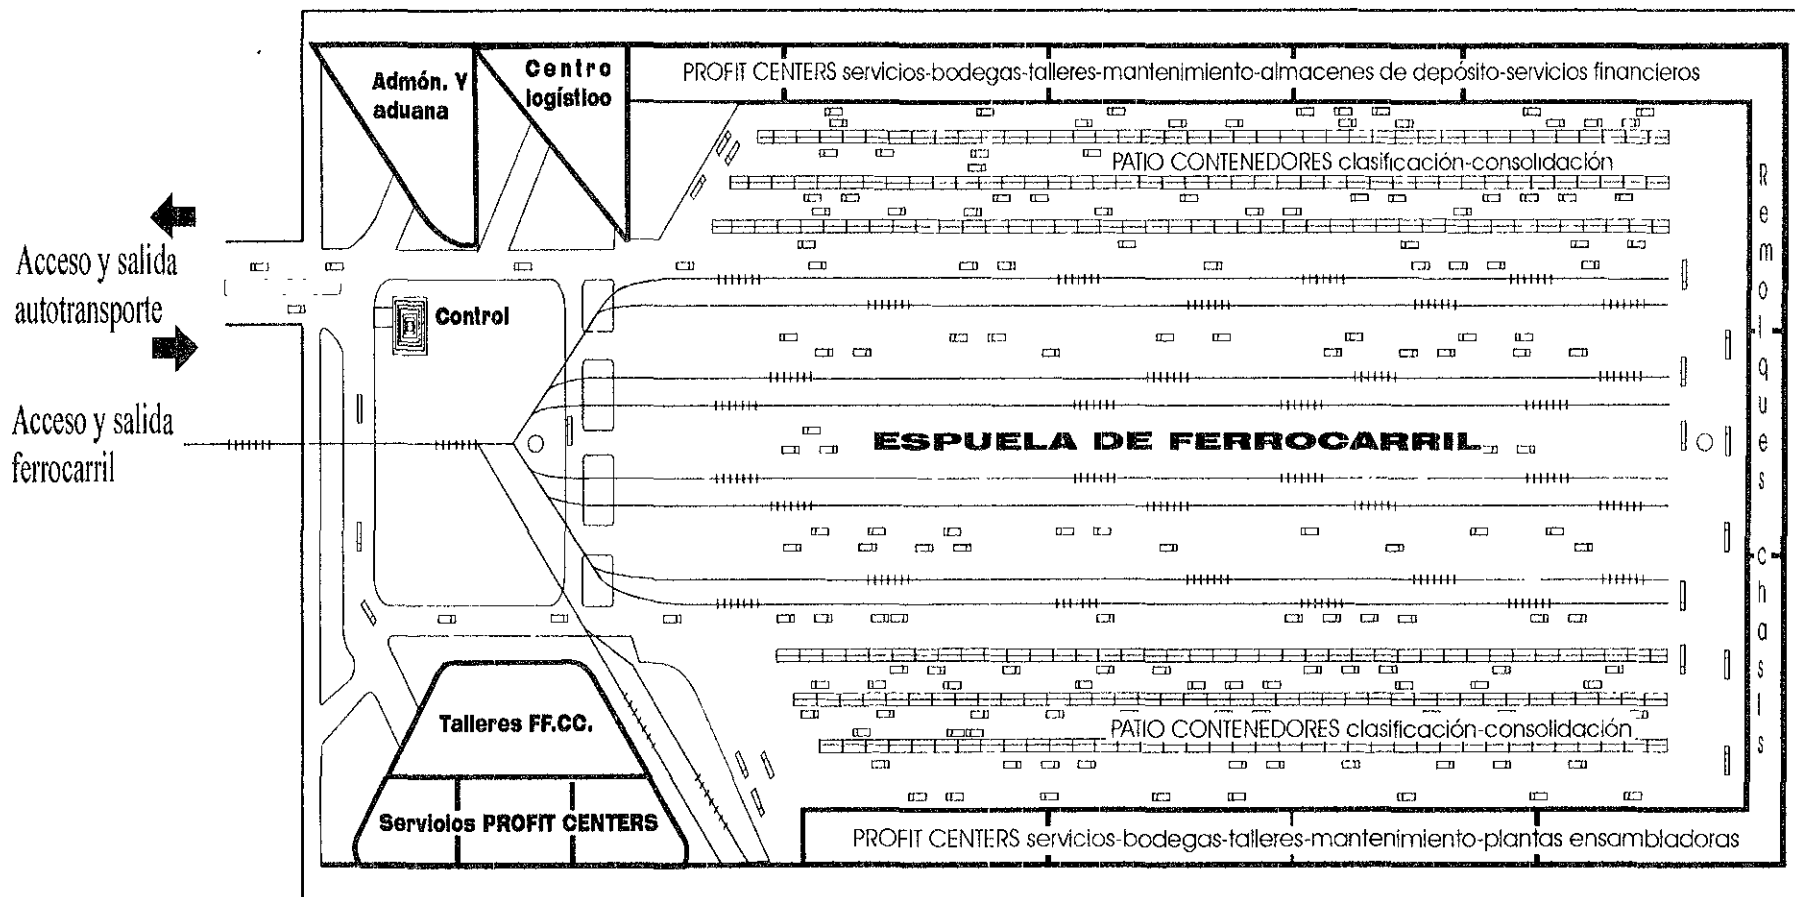 Admón. Y
aduana
Centro
logístico
PROFIT CENTERS servicios-bodegas-talleres-mantenimiento-almacenes de depósito-servicios financieros
PATIO CONTENEDORES clasificación-consolidación
Remolques chasis
Acceso y salida
autotransporte
Control
Acceso y salida
ferrocarril
ESPUELA DE FERROCARRIL
Talleres FF.CC.
PATIO CONTENEDORES clasificación-consolidación
Servicios PROFIT CENTERS
PROFIT CENTERS servicios-bodegas-talleres-mantenimiento-plantas ensambladoras